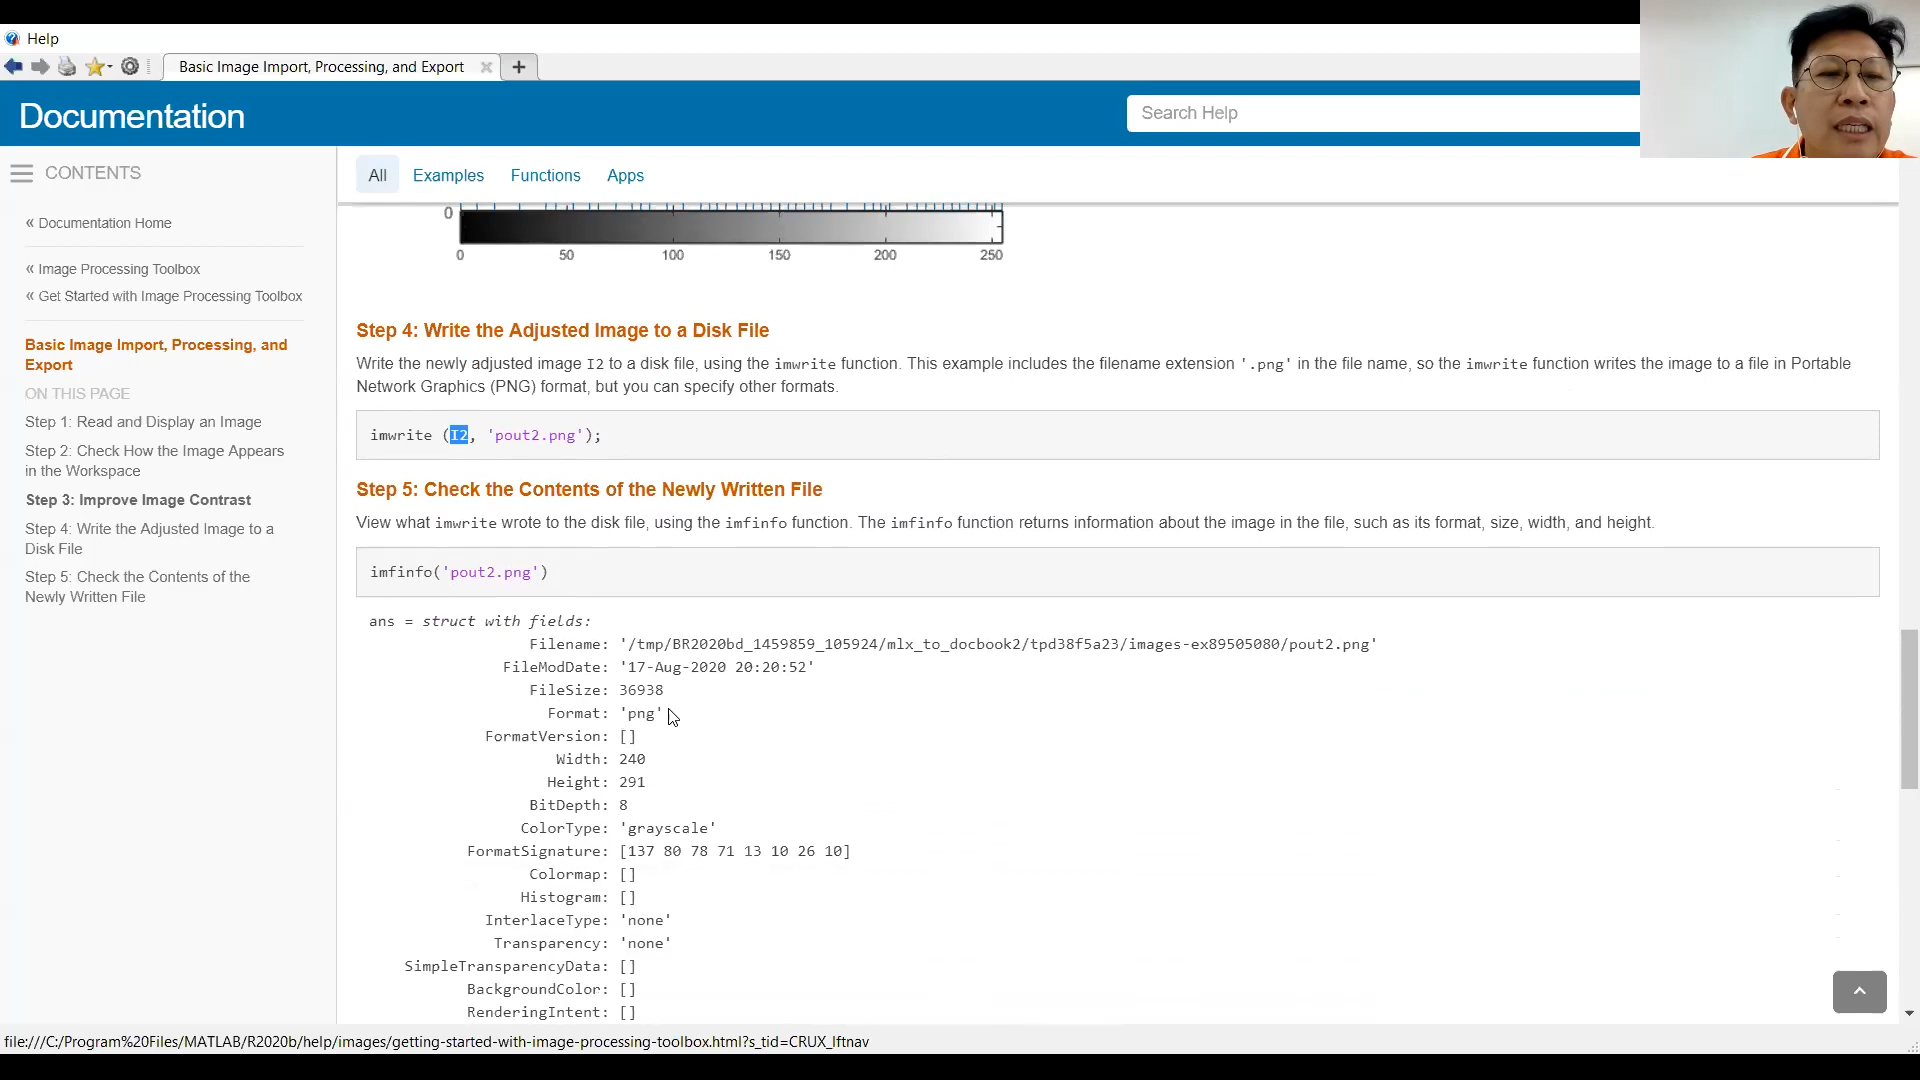 Help
Basic Image Import, Processing, and Export
Documentation
Search Help
CONTENTS
« Documentation Home
« Image Processing Toolbox
« Get Started with Image Processing Toolbox
Basic Image Import, Processing, and
Export
ON THIS PAGE
Step 1: Read and Display an Image
Step 2: Check How the Image Appears
in the Workspace
Step 3: Improve Image Contrast
Step 4: Write the Adjusted Image to a
Disk File
Step 5: Check the Contents of the
Newly Written File
All Examples Functions Apps
0
0 50 100 150 200 250
Step 4: Write the Adjusted Image to a Disk File
Write the newly adjusted image I2 to a disk file, using the imwrite function. This example includes the filename extension '.png' in the file name, so the imwrite function writes the image to a file in Portable
Network Graphics (PNG) format, but you can specify other formats.
imwrite (I2, 'pout2.png');
Step 5: Check the Contents of the Newly Written File
View what imwrite wrote to the disk file, using the imfinfo function. The imfinfo function returns information about the image in the file, such as its format, size, width, and height.
imfinfo('pout2.png')
ans = struct with fields:
Filename: '/tmp/BR2020bd_1459859_105924/mlx_to_docbook2/tpd38f5a23/images-ex89505080/pout2.png'
FileModDate: '17-Aug-2020 20:20:52'
FileSize: 36938
Format: 'png'
FormatVersion: []
Width: 240
Height: 291
BitDepth: 8
ColorType: 'grayscale'
FormatSignature: [137 80 78 71 13 10 26 10]
Colormap: []
Histogram: []
InterlaceType: 'none'
Transparency: 'none'
SimpleTransparencyData: []
BackgroundColor: []
RenderingIntent: []
file:///C:/Program%20Files/MATLAB/R2020b/help/images/getting-started-with-image-processing-toolbox.html?s_tid=CRUX_lftnav